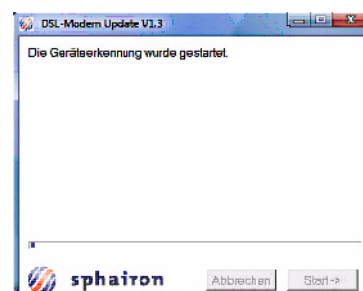 DSL-Modem Update V1.3
Die Geräteerkennung wurde gestartet.
sphairon
Abbrechen
Start->